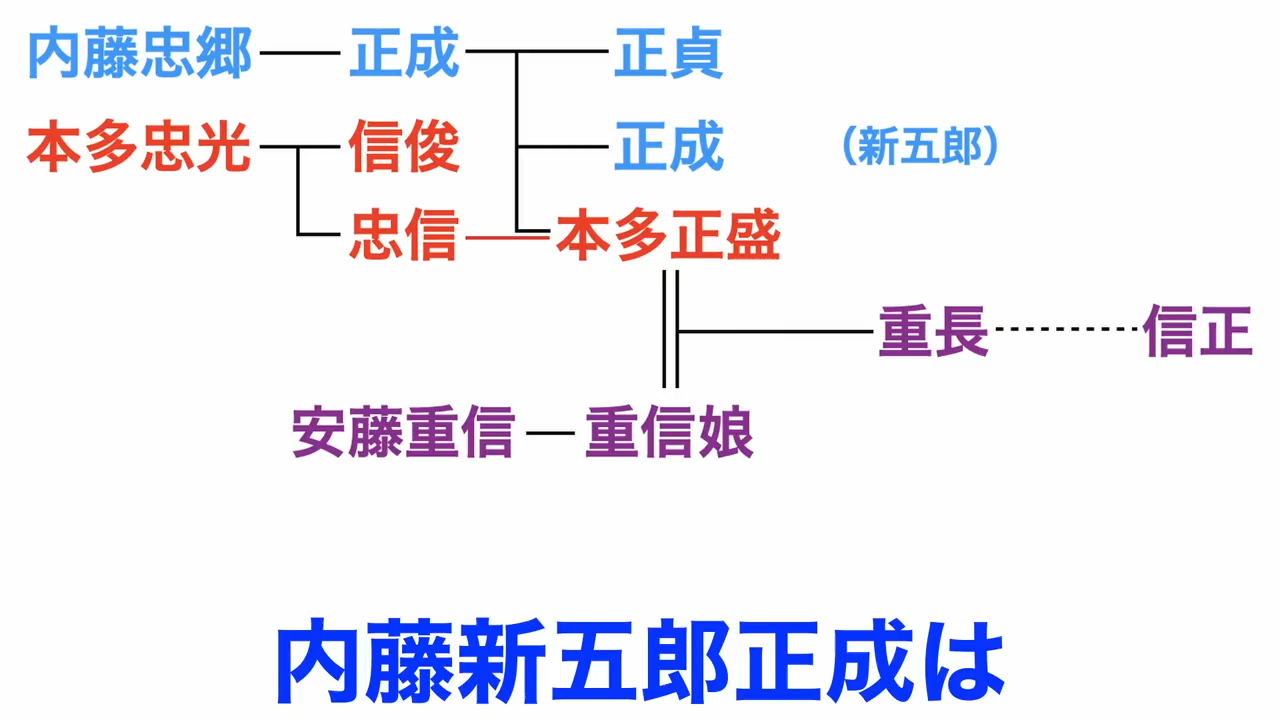 内藤忠郷 正成 正貞
本多忠光 信俊 正成 （新五郎）
忠信 本多正盛
重長 信正
安藤重信 重信娘
内藤新五郎正成は